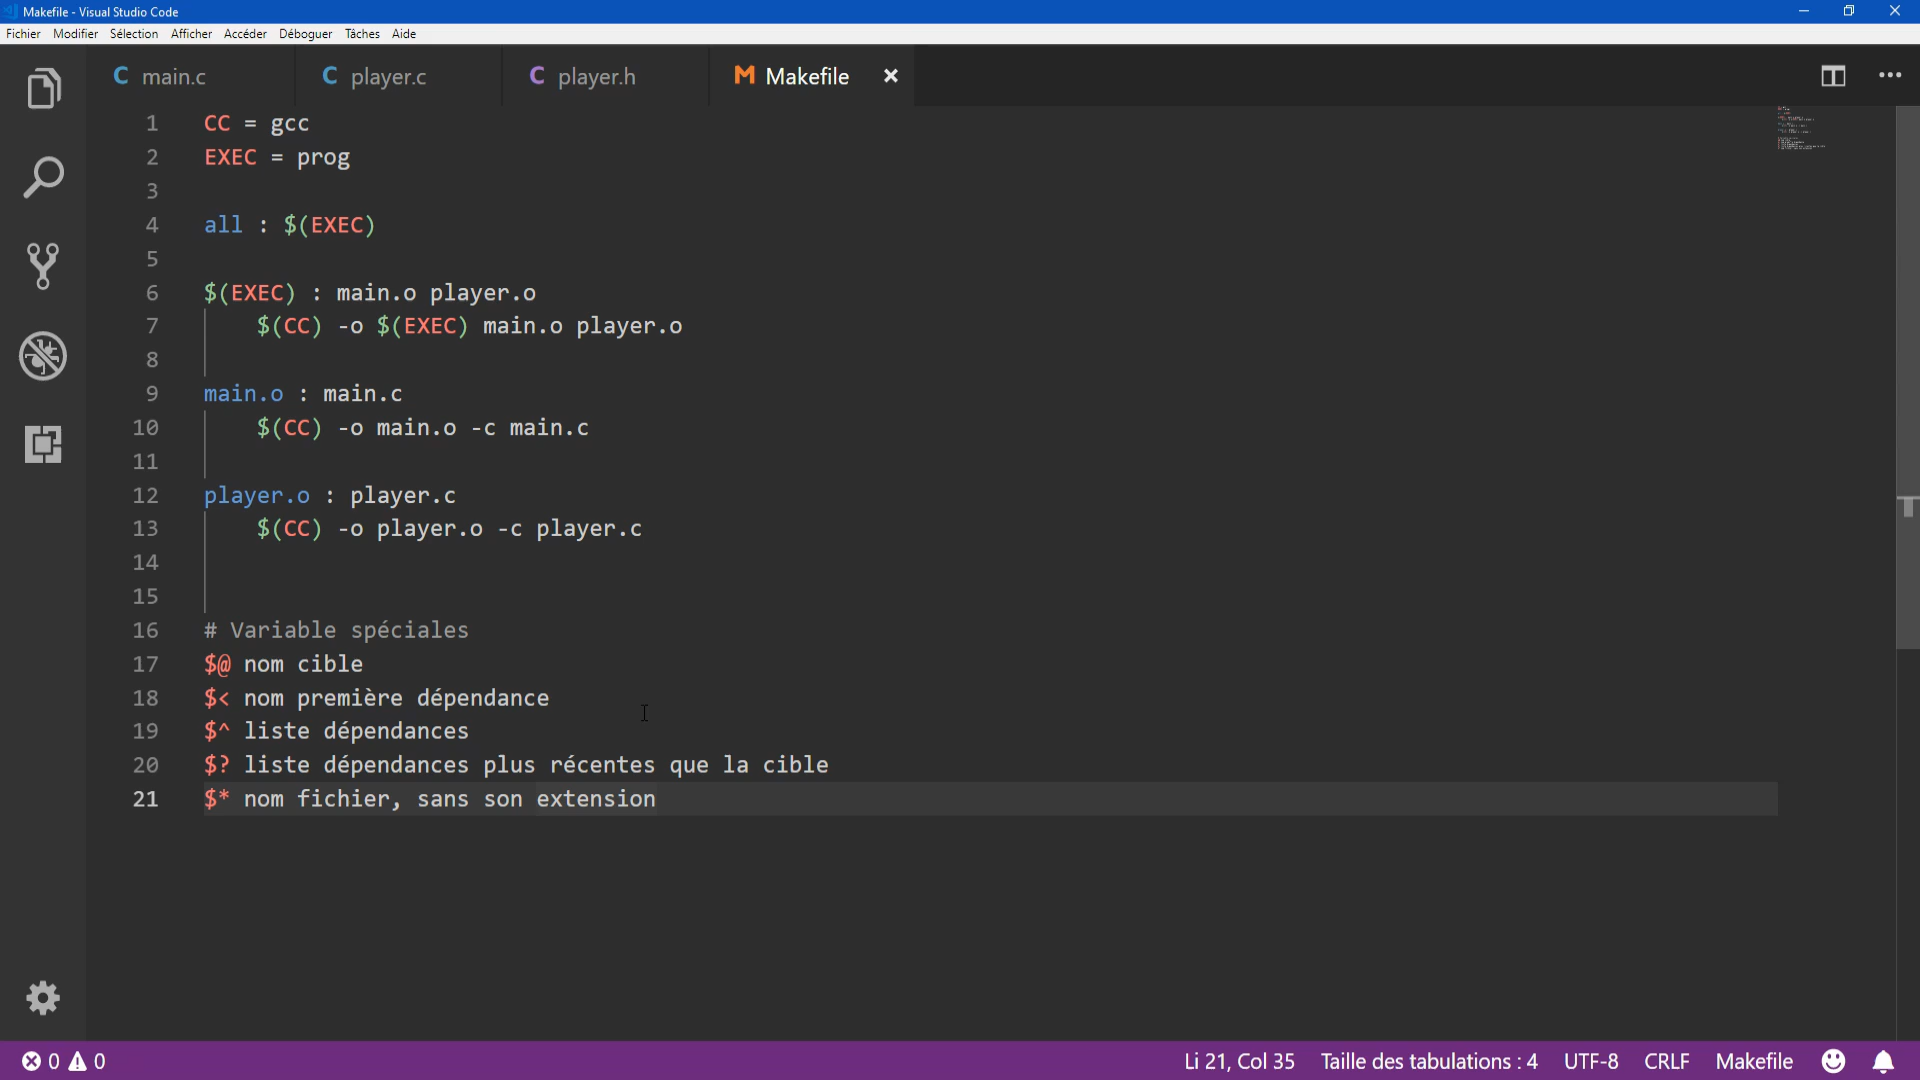 Makefile - Visual Studio Code
Fichier Modifier Sélection Afficher Accéder Déboguer Tâches Aide
C main.c C player.c C player.h M Makefile
1 CC = gcc
2 EXEC = prog
3
4 all : $(EXEC)
5
6 $(EXEC) : main.o player.o
7 $(CC) -o $(EXEC) main.o player.o
8
9 main.o : main.c
10 $(CC) -o main.o -c main.c
11
12 player.o : player.c
13 $(CC) -o player.o -c player.c
14
15
16 # Variable spéciales
17 $@ nom cible
18 $< nom première dépendance
19 $^ liste dépendances
20 $? liste dépendances plus récentes que la cible
21 $* nom fichier, sans son extension
0 0 Li 21, Col 35 Taille des tabulations : 4 UTF-8 CRLF Makefile